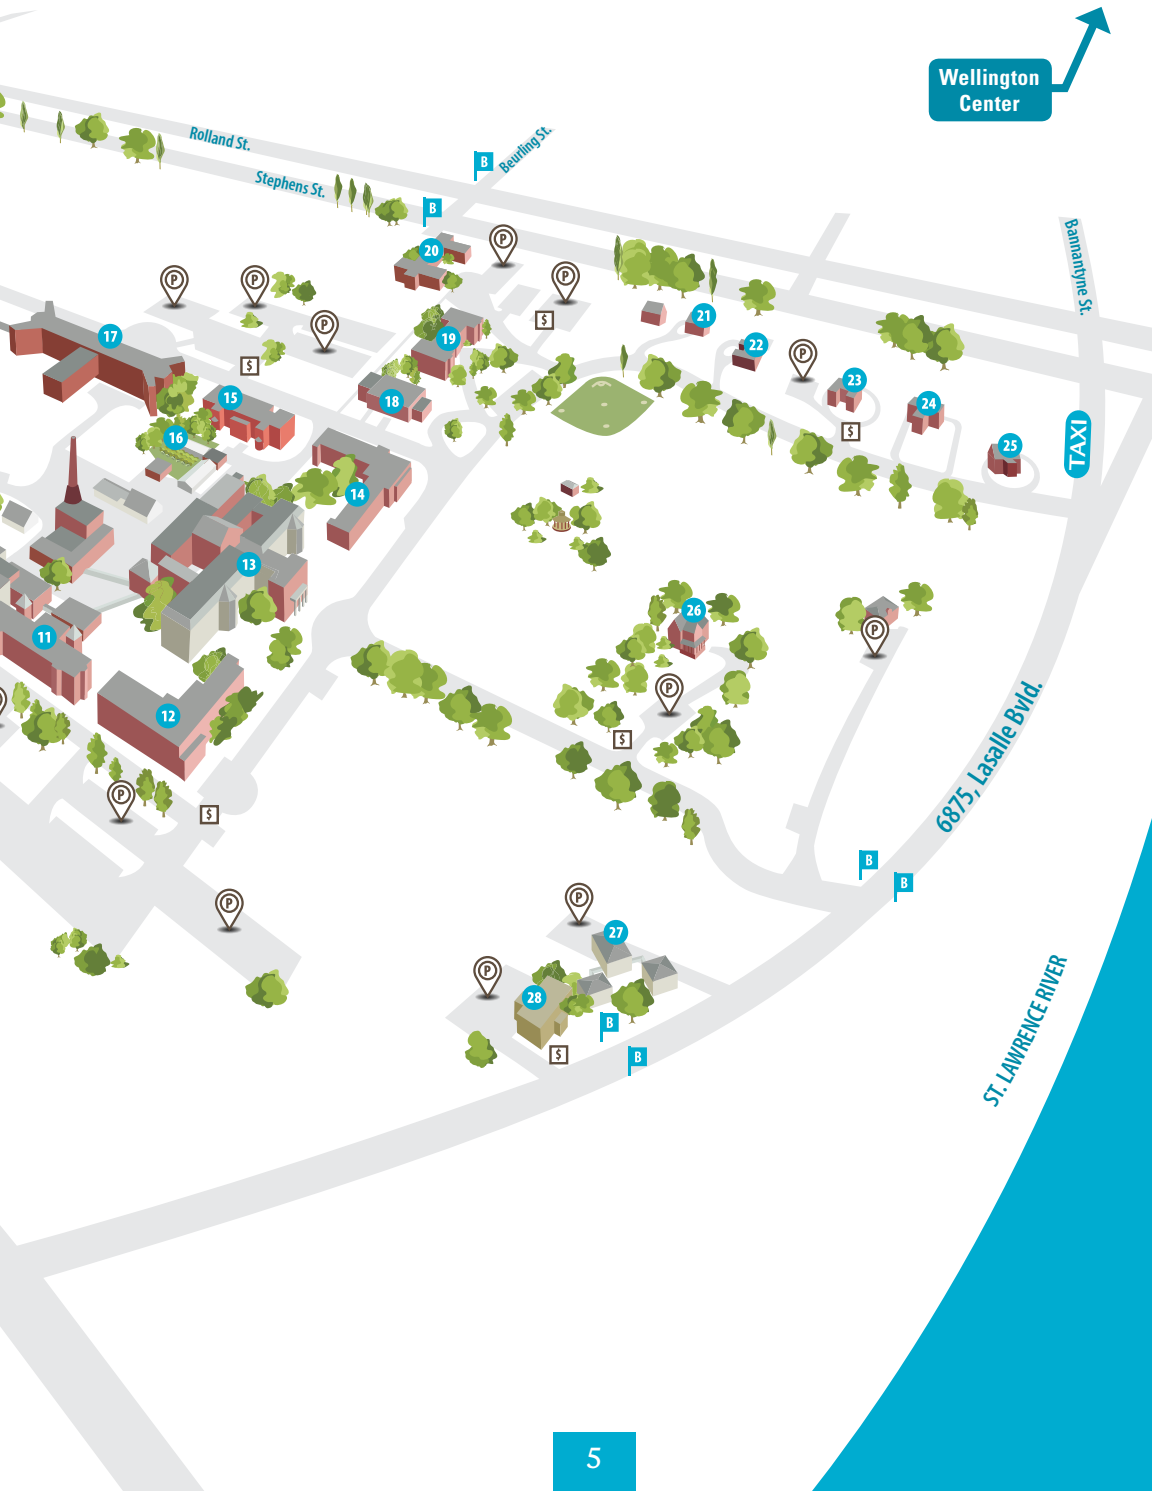 Wellington
Center
Rolland St.
Beurling St.
B
Stephens St.
B
Bannantyne St.
20
P
P
P
P
P
$
21
17
19
22
P
$
23
15
18
24
$
16
TAXI
25
14
13
26
11
P
P
12
$
6875, Lasalle Bvld.
P
$
B
B
P
P
27
ST. LAWRENCE RIVER
P
28
B
$
B
5